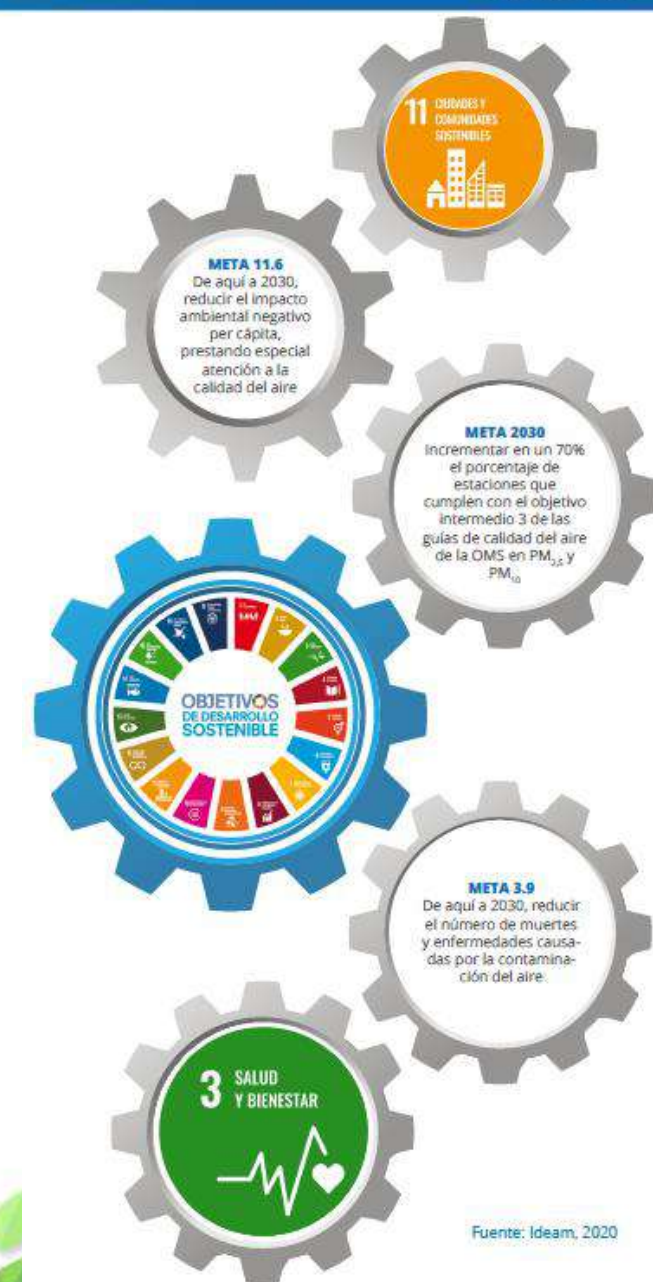 11 CIUDADES Y
COMUNIDADES
SOSTENIBLES
META 11.6
De aquí a 2030,
reducir el impacto
ambiental negativo
per cápita,
prestando especial
atención a la
calidad del aire
META 2030
Incrementar en un 70%
el porcentaje de
estaciones que
cumplen con el objetivo
intermedio 3 de las
guías de calidad del aire
de la OMS en PM₂,₅ y
PM₁₀
OBJETIVOS
DE DESARROLLO
SOSTENIBLE
META 3.9
De aquí a 2030, reducir
el número de muertes
y enfermedades causa-
das por la contamina-
ción del aire
3 SALUD
Y BIENESTAR
Fuente: Ideam, 2020